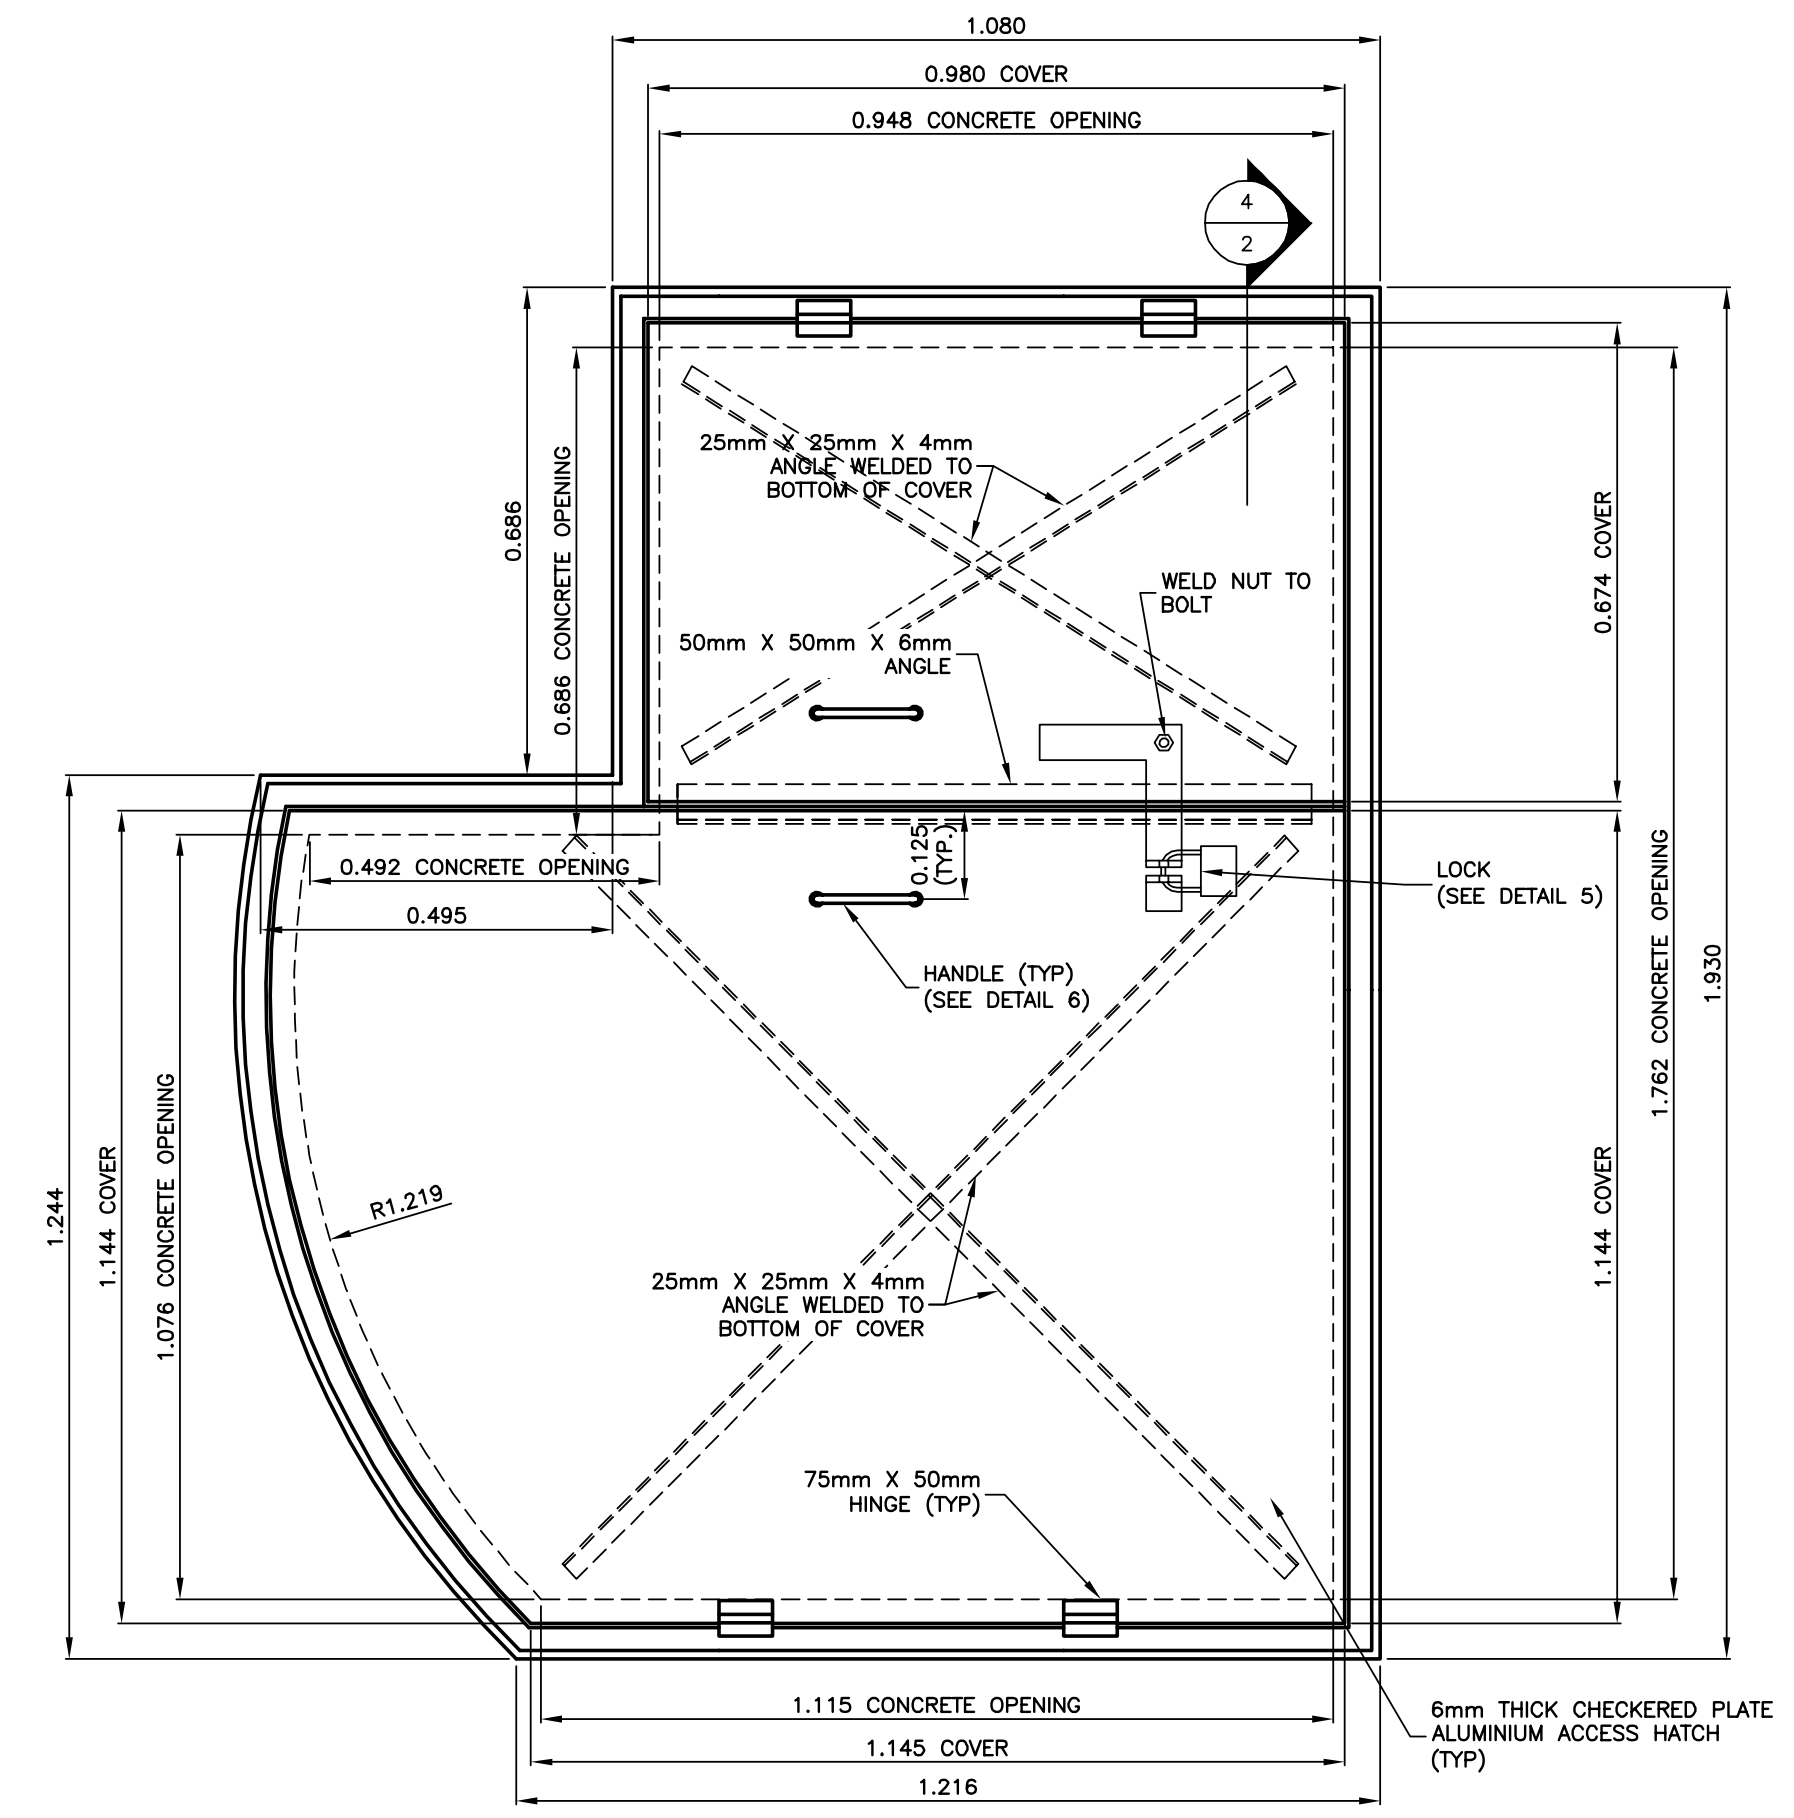 1.080
0.980 COVER
0.948 CONCRETE OPENING
4
2
25mm X 25mm X 4mm
ANGLE WELDED TO
BOTTOM OF COVER
0.686
0.686 CONCRETE OPENING
0.674 COVER
WELD NUT TO
BOLT
50mm X 50mm X 6mm
ANGLE
0.125
(TYP.)
0.492 CONCRETE OPENING
0.495
LOCK
(SEE DETAIL 5)
HANDLE (TYP)
(SEE DETAIL 6)
1.762 CONCRETE OPENING
1.930
1.244
1.144 COVER
1.076 CONCRETE OPENING
R1.219
1.144 COVER
25mm X 25mm X 4mm
ANGLE WELDED TO
BOTTOM OF COVER
75mm X 50mm
HINGE (TYP)
1.115 CONCRETE OPENING
1.145 COVER
1.216
6mm THICK CHECKERED PLATE
ALUMINIUM ACCESS HATCH
(TYP)